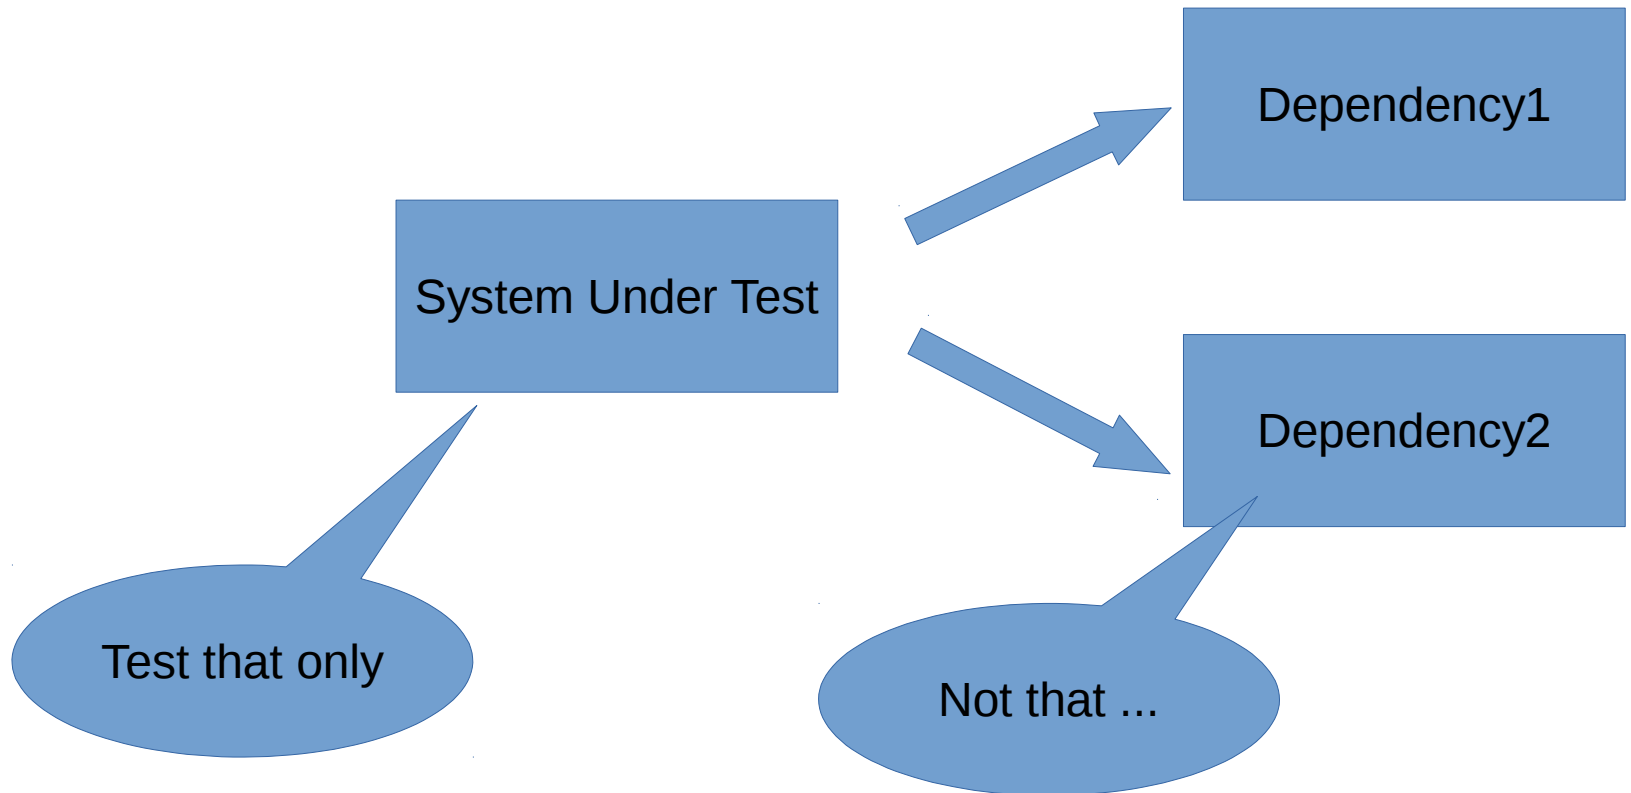 Dependency1
System Under Test
Dependency2
Test that only
Not that ...